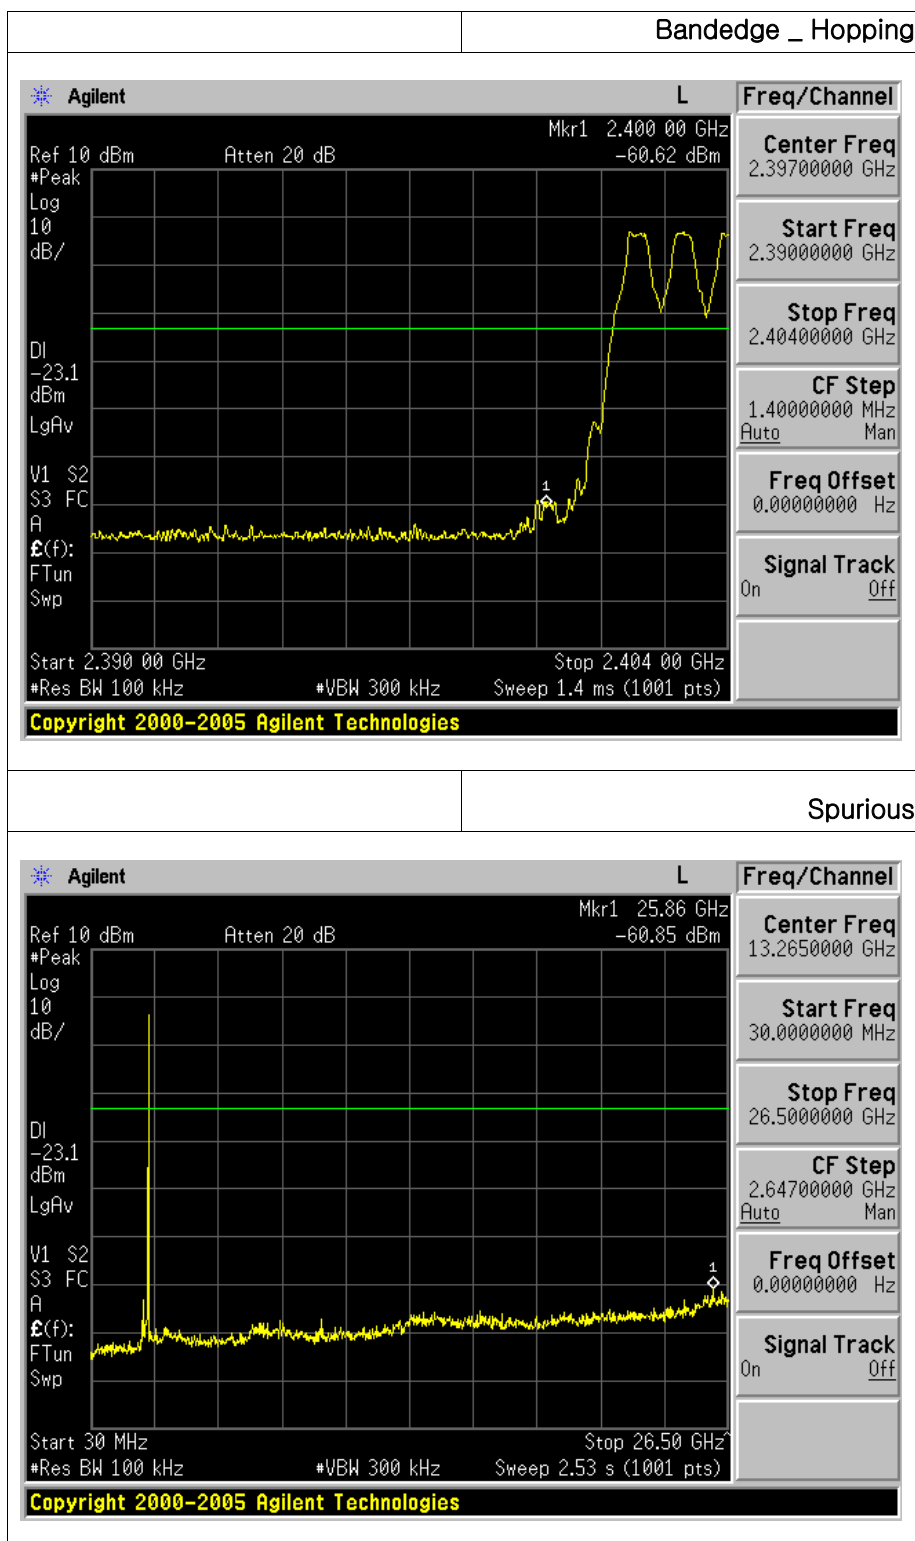 Bandedge _ Hopping
Agilent
L
Freq/Channel
Mkr1 2.400 00 GHz
Ref 10 dBm
Atten 20 dB
-60.62 dBm
#Peak
Log
10
dB/
DI
-23.1
dBm
LgAv
V1 S2
S3 FC
A
£(f):
FTun
Swp
1
Start 2.390 00 GHz
Stop 2.404 00 GHz
#Res BW 100 kHz
#VBW 300 kHz
Sweep 1.4 ms (1001 pts)
Copyright 2000-2005 Agilent Technologies
Center Freq
2.39700000 GHz
Start Freq
2.39000000 GHz
Stop Freq
2.40400000 GHz
CF Step
1.40000000 MHz
Auto Man
Freq Offset
0.00000000 Hz
Signal Track
On Off
Spurious
Agilent
L
Freq/Channel
Mkr1 25.86 GHz
Ref 10 dBm
Atten 20 dB
-60.85 dBm
#Peak
Log
10
dB/
DI
-23.1
dBm
LgAv
V1 S2
S3 FC
A
£(f):
FTun
Swp
1
Start 30 MHz
Stop 26.50 GHz^
#Res BW 100 kHz
#VBW 300 kHz
Sweep 2.53 s (1001 pts)
Copyright 2000-2005 Agilent Technologies
Center Freq
13.2650000 GHz
Start Freq
30.0000000 MHz
Stop Freq
26.5000000 GHz
CF Step
2.64700000 GHz
Auto Man
Freq Offset
0.00000000 Hz
Signal Track
On Off